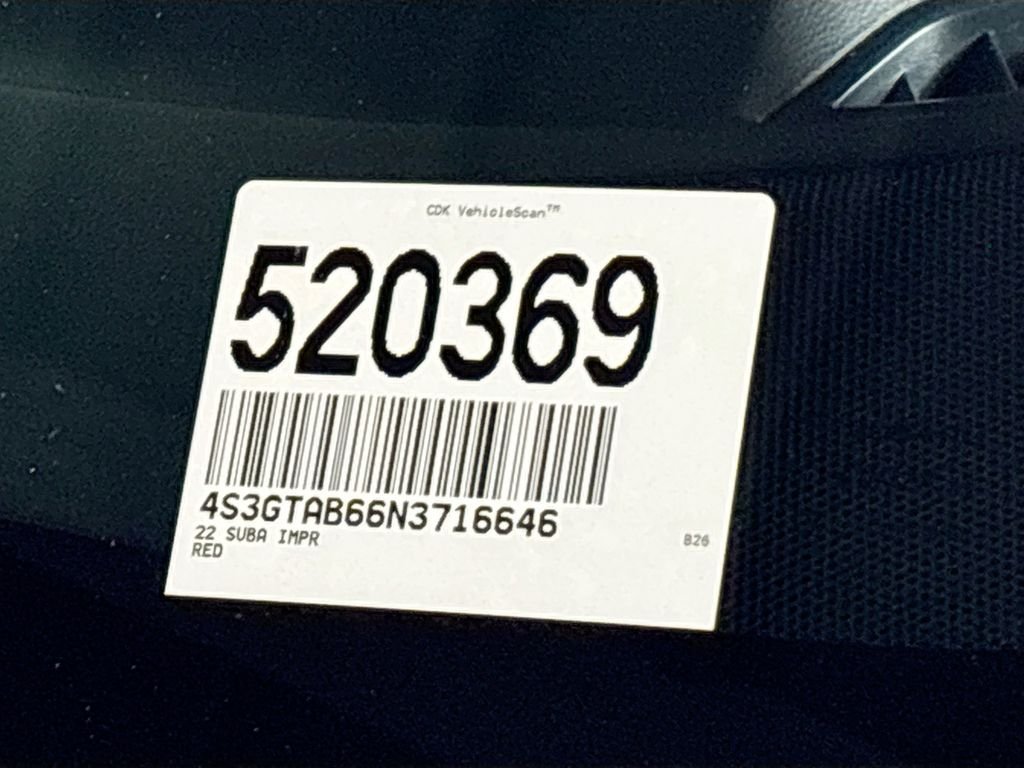 CDK VehicleScan™
520369
4S3GTAB66N3716646
22 SUBA IMPR
RED
B26